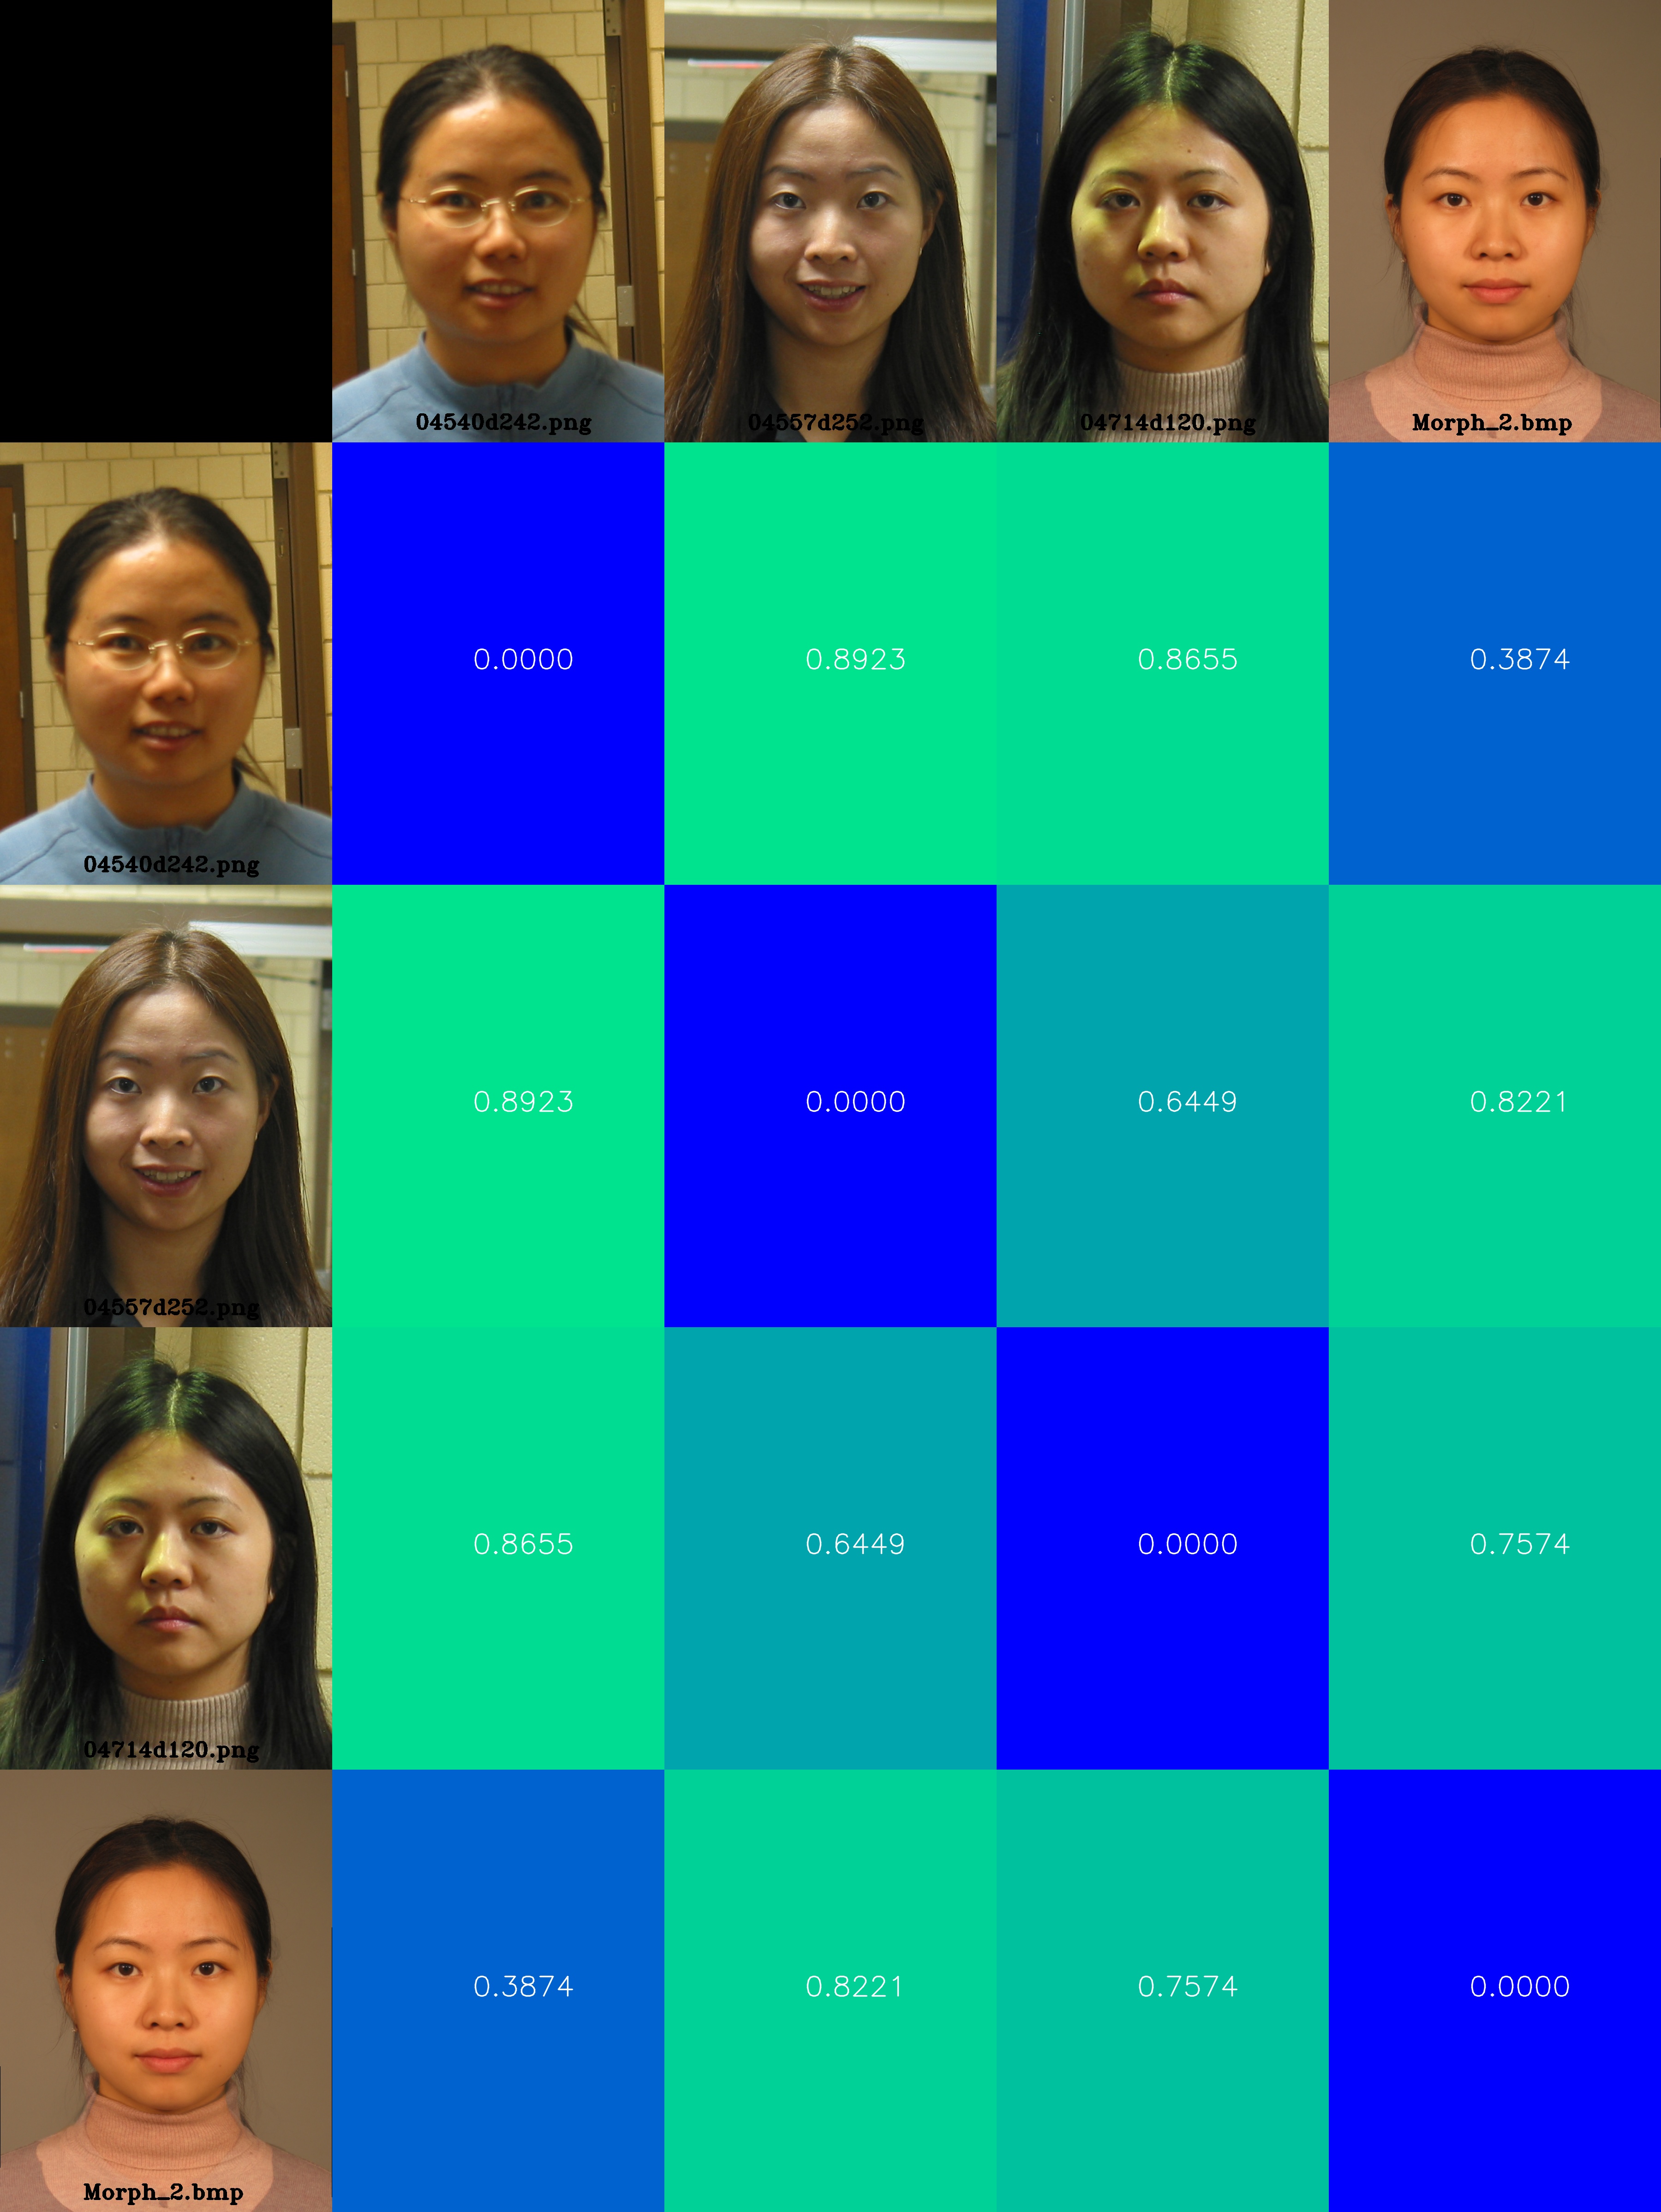 04540d242.png 04557d252.png 04714d120.png Morph_2.bmp
0.0000 0.8923 0.8655 0.3874
04540d242.png
0.8923 0.0000 0.6449 0.8221
04557d252.png
0.8655 0.6449 0.0000 0.7574
04714d120.png
0.3874 0.8221 0.7574 0.0000
Morph_2.bmp